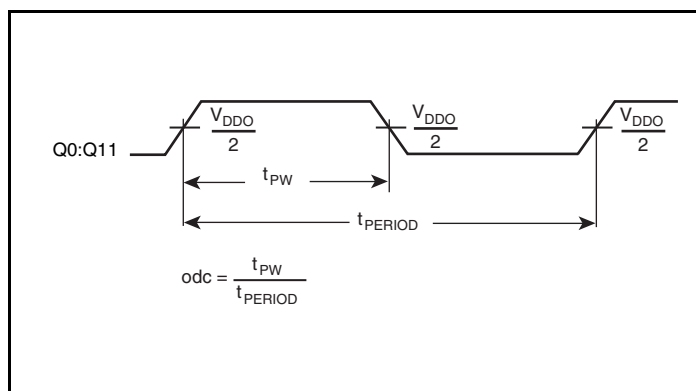 V_DDO / 2
V_DDO / 2
V_DDO / 2
Q0:Q11
t_PW
t_PERIOD
odc = t_PW / t_PERIOD